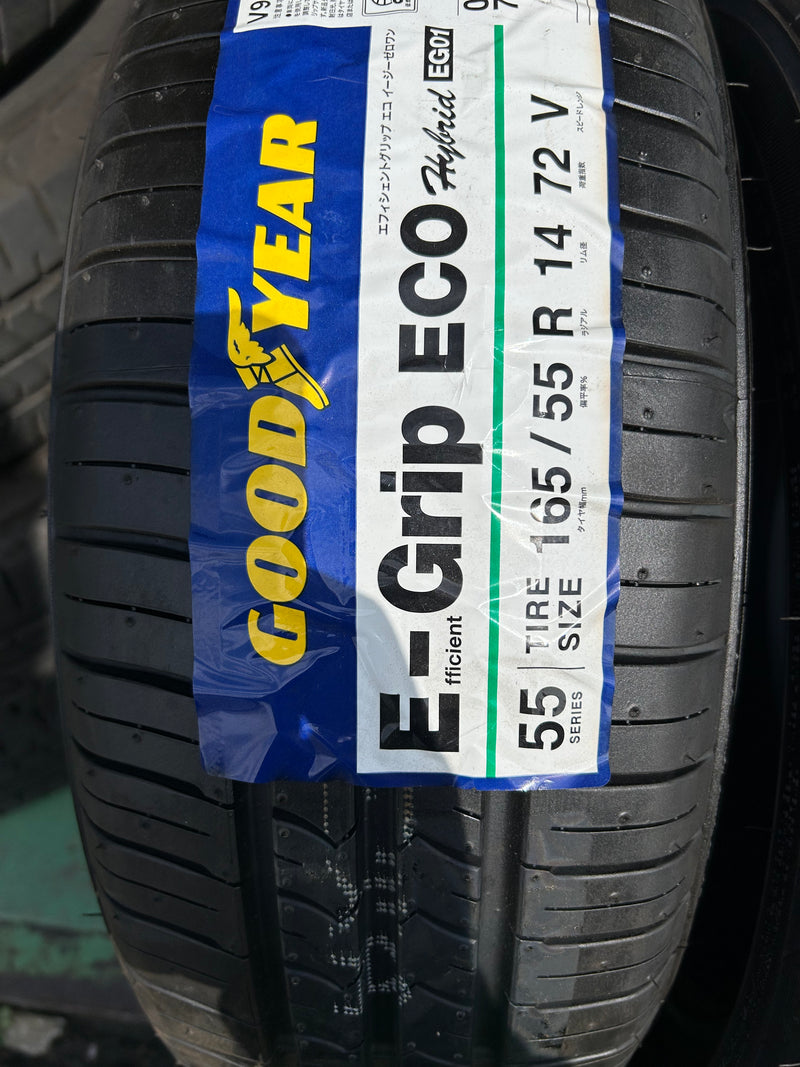 GOODYEAR
エフィシェントグリップ エコ イージーゼロワン
E-Grip ECO Hybrid EG01
fficient
55 SERIES
TIRE SIZE
165/55 R 14 72 V
タイヤ幅mm 偏平率% ラジアル リム径 荷重指数 スピードレンジ
V9